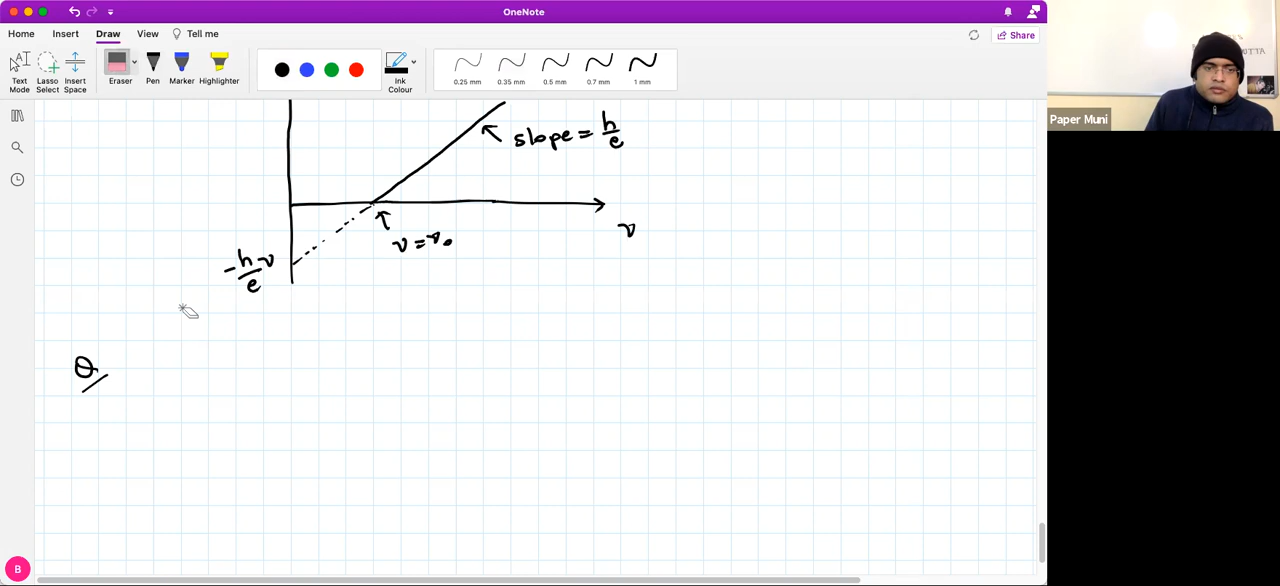 OneNote
Home Insert Draw View Tell me
Share
Text Mode
Lasso Select
Insert Space
Eraser
Pen
Marker
Highlighter
Ink Colour
0.25 mm 0.35 mm 0.5 mm 0.7 mm 1 mm
Paper Muni
slope = h/e
ν
ν = ν₀
-h/e ν
Q
B